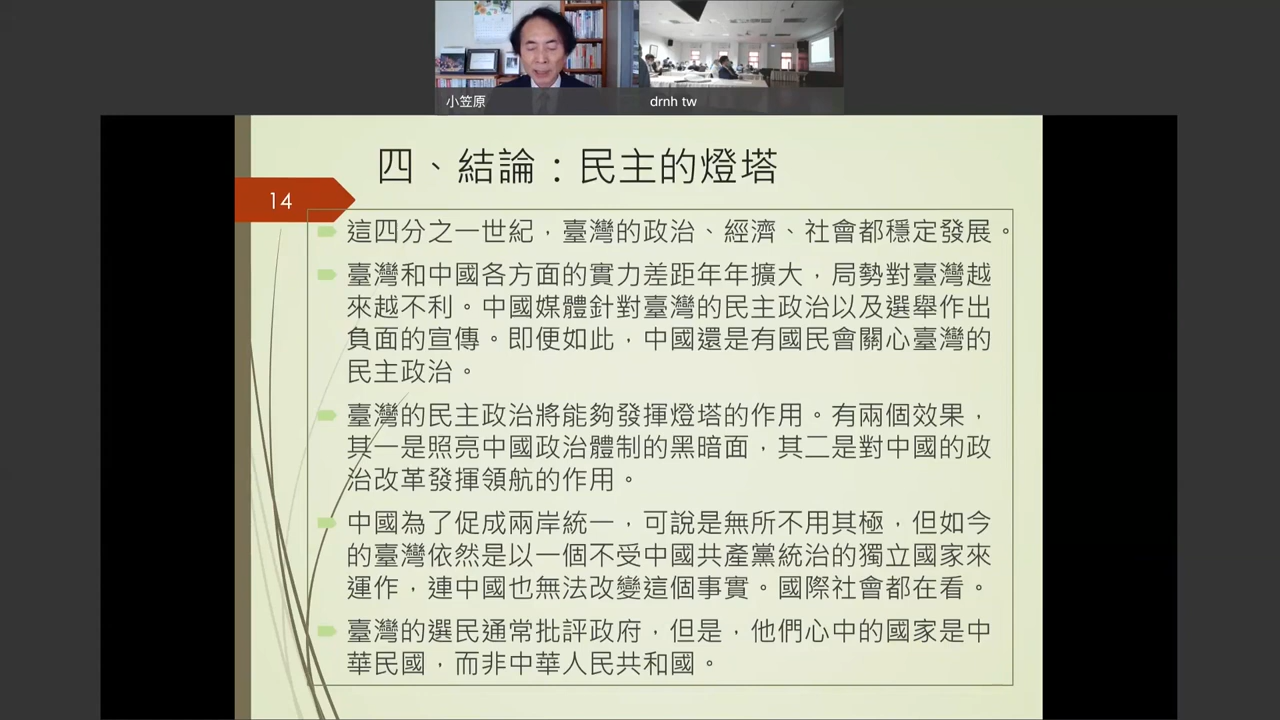 小笠原
drnh tw
四、結論：民主的燈塔
14
這四分之一世紀，臺灣的政治、經濟、社會都穩定發展。
臺灣和中國各方面的實力差距年年擴大，局勢對臺灣越
來越不利。中國媒體針對臺灣的民主政治以及選舉作出
負面的宣傳。即便如此，中國還是有國民會關心臺灣的
民主政治。
臺灣的民主政治將能夠發揮燈塔的作用。有兩個效果，
其一是照亮中國政治體制的黑暗面，其二是對中國的政
治改革發揮領航的作用。
中國為了促成兩岸統一，可說是無所不用其極，但如今
的臺灣依然是以一個不受中國共產黨統治的獨立國家來
運作，連中國也無法改變這個事實。國際社會都在看。
臺灣的選民通常批評政府，但是，他們心中的國家是中
華民國，而非中華人民共和國。